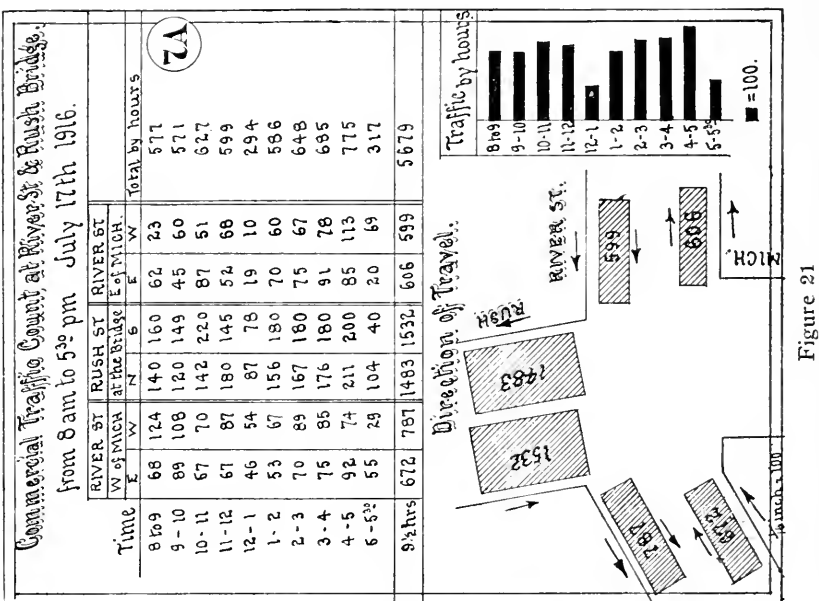 Commercial Traffic Count, at River St & Rush Bridge.
from 8 am to 5³⁰ pm July 17th 1916.
7A
Time RIVER ST W of MICH RUSH ST at the Bridge RIVER ST E of MICH. Total by hours
E W N S E W
8 to 9 68 124 140 160 62 23 577
9-10 89 108 120 149 45 60 571
10-11 67 70 142 220 87 51 627
11-12 67 87 180 145 52 68 599
12-1 46 54 87 78 19 10 294
1-2 53 67 156 180 70 60 586
2-3 70 89 167 180 75 67 648
3-4 75 85 176 180 91 78 685
4-5 92 74 211 200 85 113 775
5-5³⁰ 55 29 104 40 20 69 317
9½ hrs 672 787 1483 1532 606 599 5679
Direction of Travel.
RUSH
RIVER ST.
1532
1483
599
606
787
672
MICH.
⅛ inch = 100
Traffic by hours
8 to 9
9-10
10-11
11-12
12-1
1-2
2-3
3-4
4-5
5-5³⁰
=100.
Figure 21